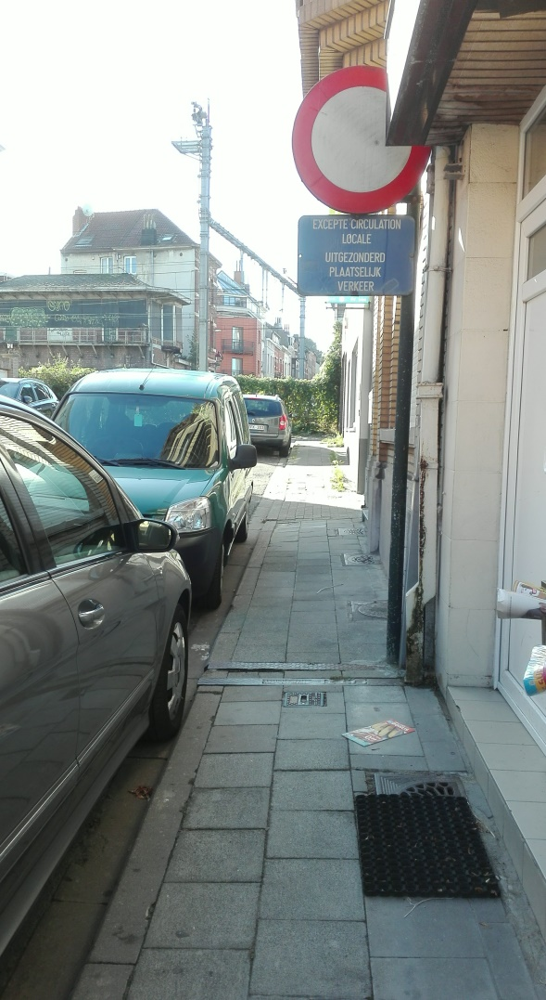 EXCEPTE CIRCULATION
LOCALE
UITGEZONDERD
PLAATSELIJK
VERKEER